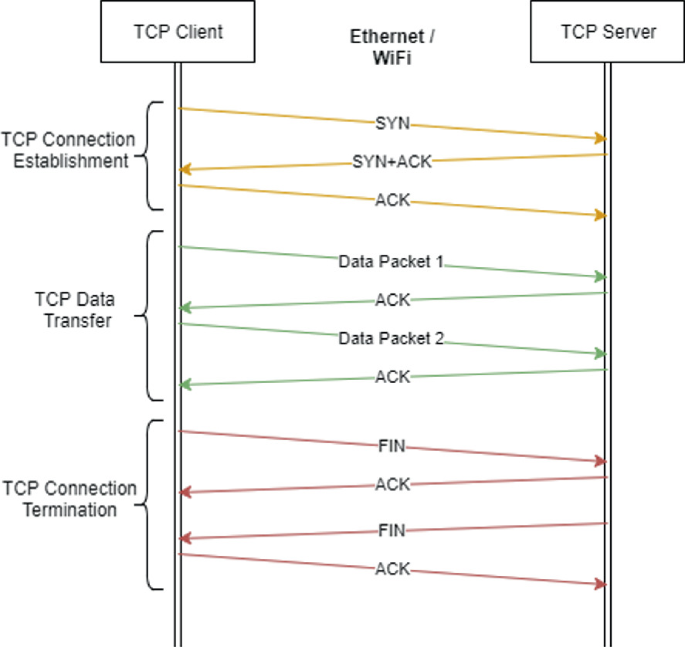 TCP Client
Ethernet /
WiFi
TCP Server
TCP Connection
Establishment
SYN
SYN+ACK
ACK
TCP Data
Transfer
Data Packet 1
ACK
Data Packet 2
ACK
TCP Connection
Termination
FIN
ACK
FIN
ACK